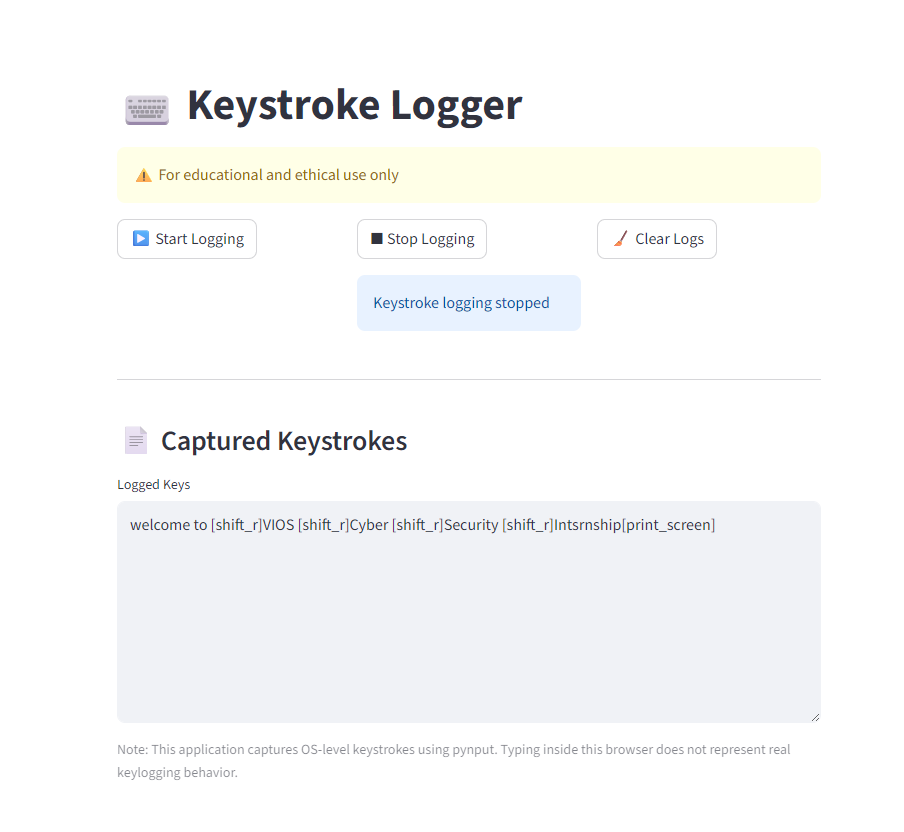 Keystroke Logger
⚠️ For educational and ethical use only
▶️ Start Logging
⏹ Stop Logging
🧹 Clear Logs
Keystroke logging stopped
Captured Keystrokes
Logged Keys
welcome to [shift_r]VIOS [shift_r]Cyber [shift_r]Security [shift_r]Intsrnship[print_screen]
Note: This application captures OS-level keystrokes using pynput. Typing inside this browser does not represent real
keylogging behavior.